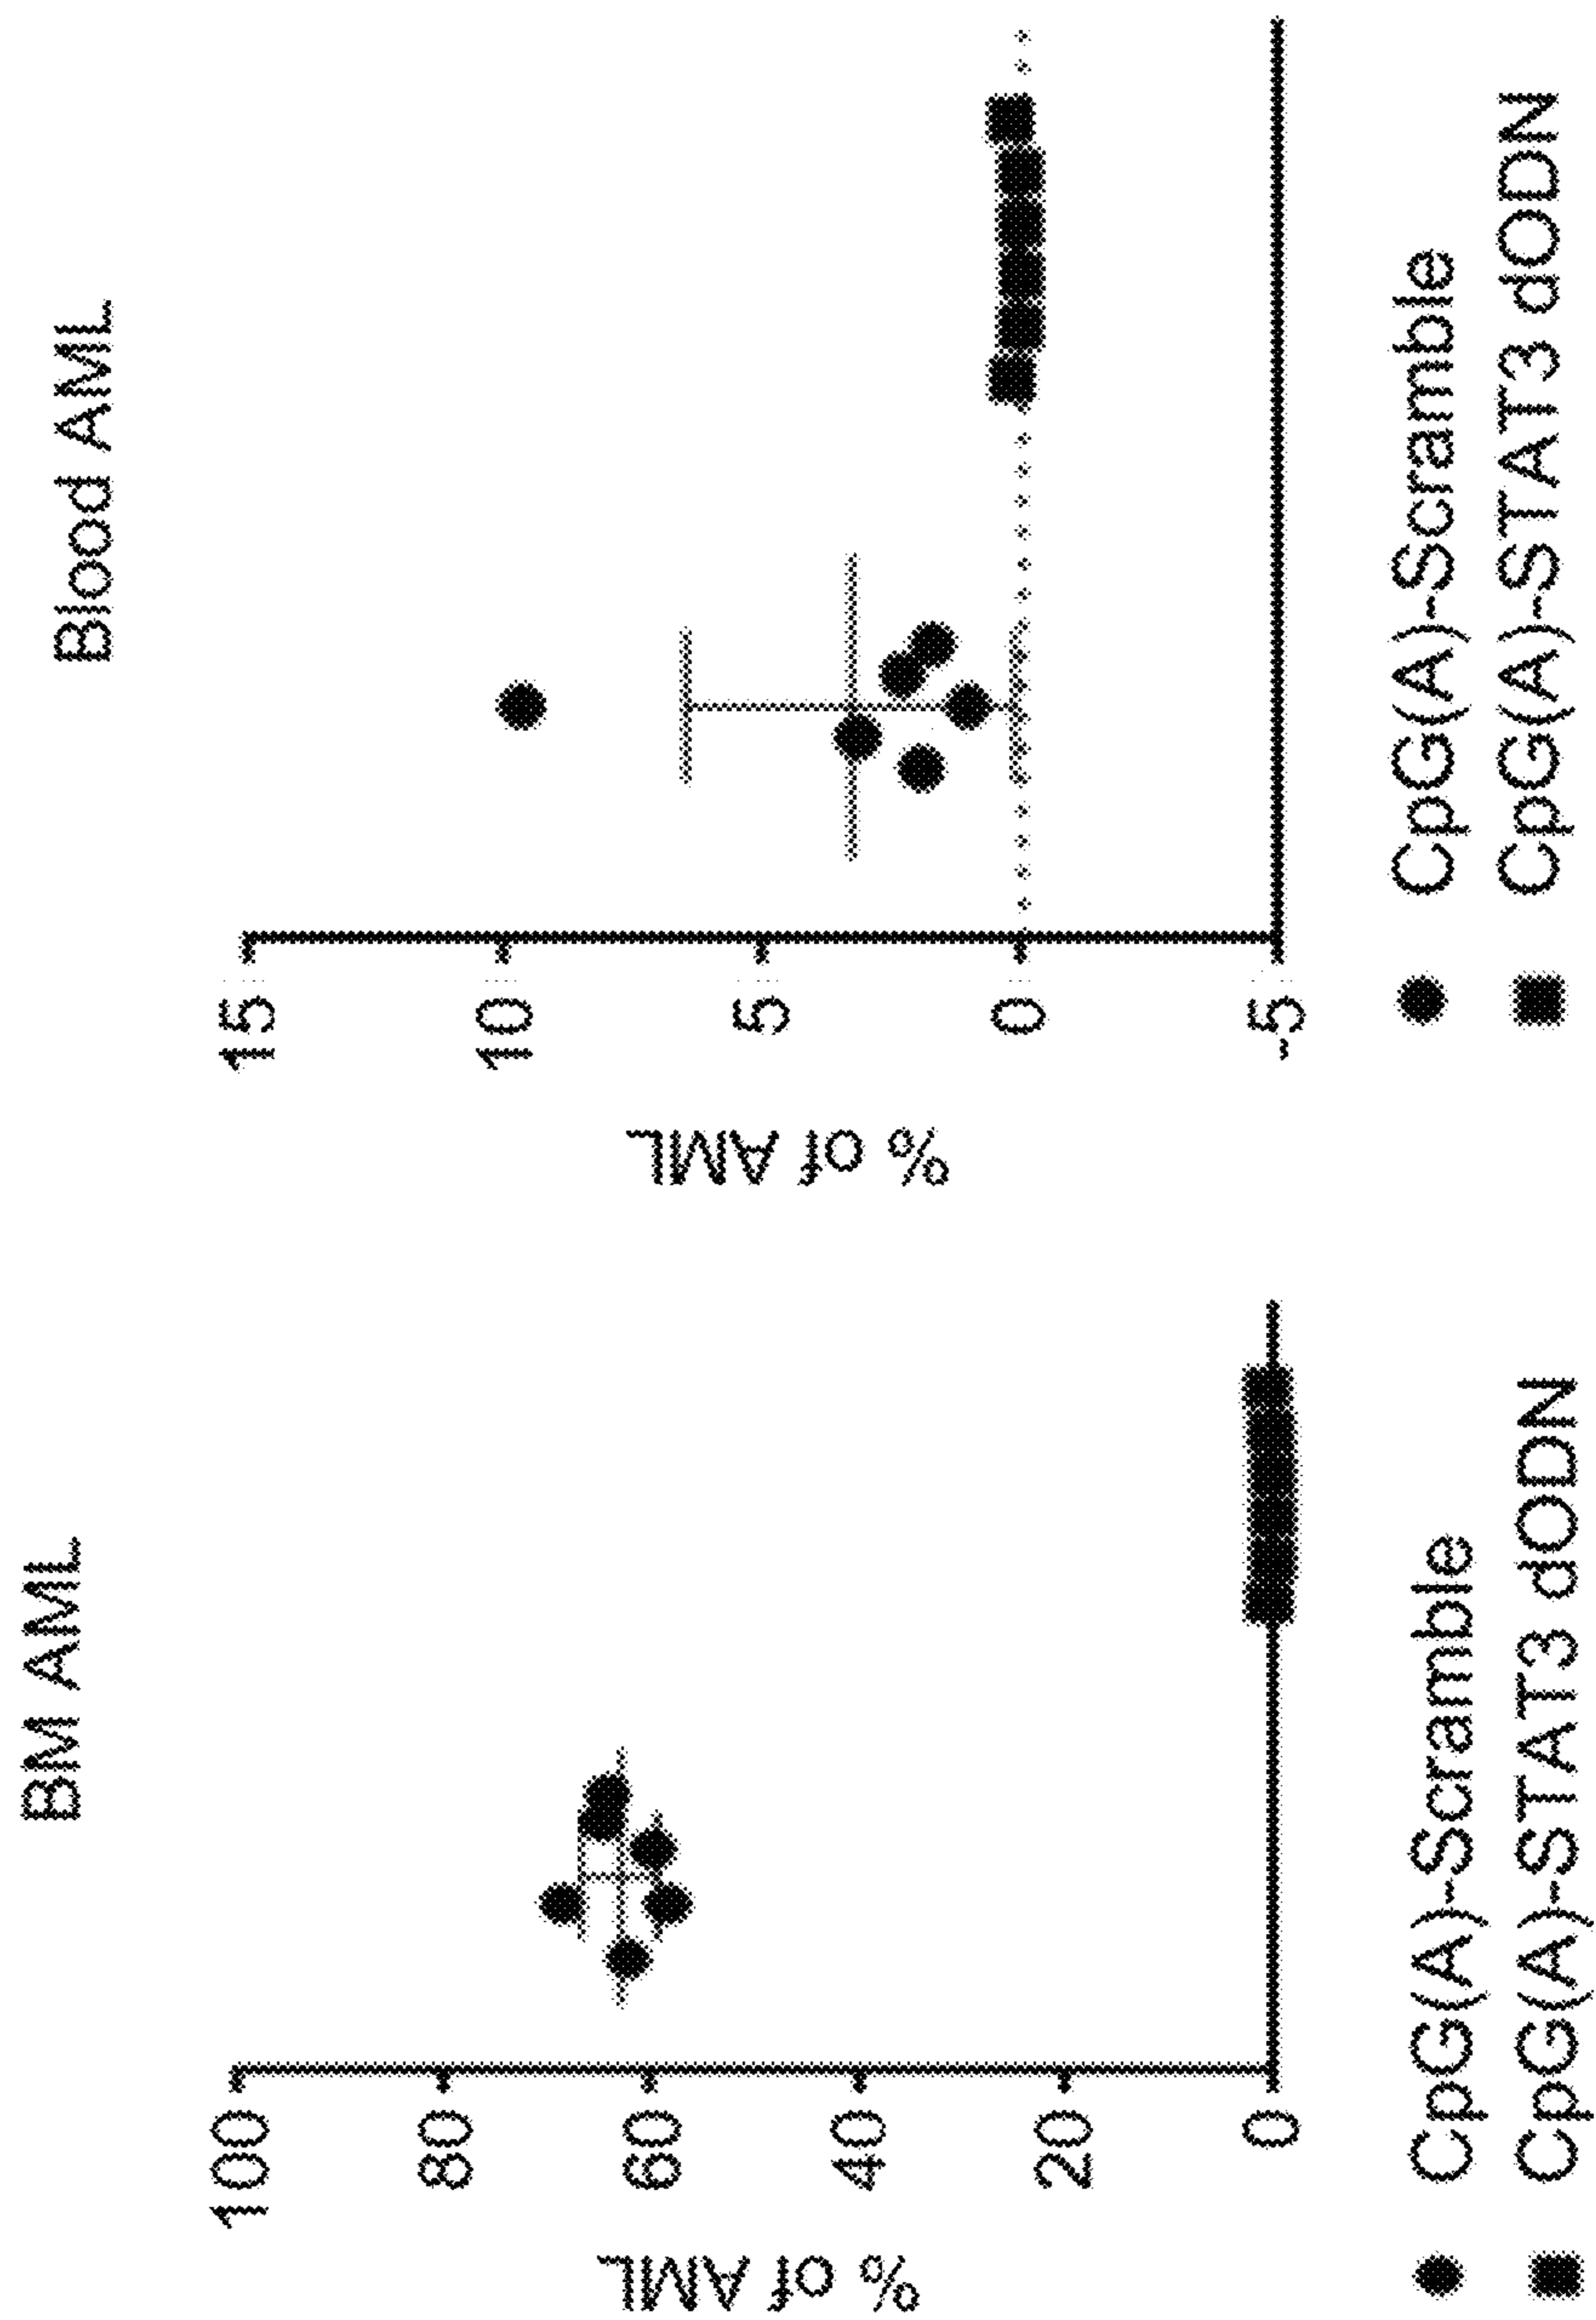 BM AML
% of AML
100
80
60
40
20
0
CpG(A)-Scramble
CpG(A)-STAT3 dODN
Blood AML
% of AML
15
10
5
0
-5
CpG(A)-Scramble
CpG(A)-STAT3 dODN